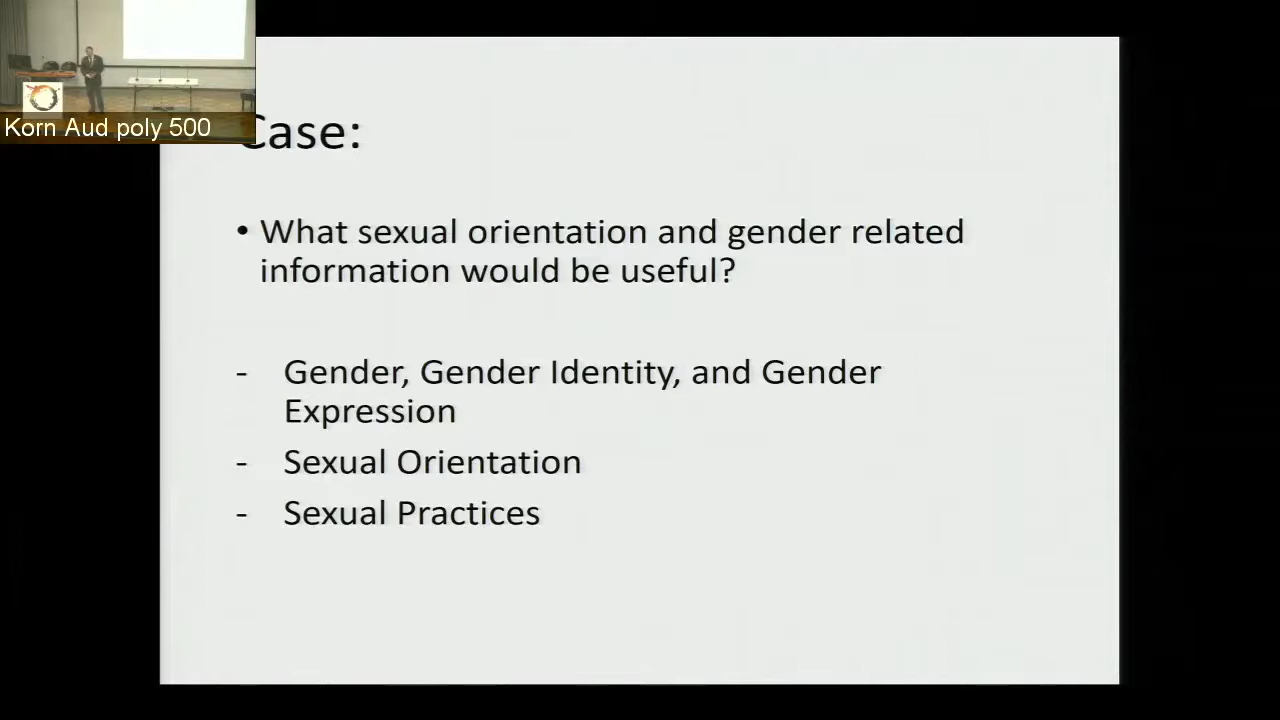 Korn Aud poly 500
Case:
• What sexual orientation and gender related
information would be useful?
- Gender, Gender Identity, and Gender
Expression
- Sexual Orientation
- Sexual Practices